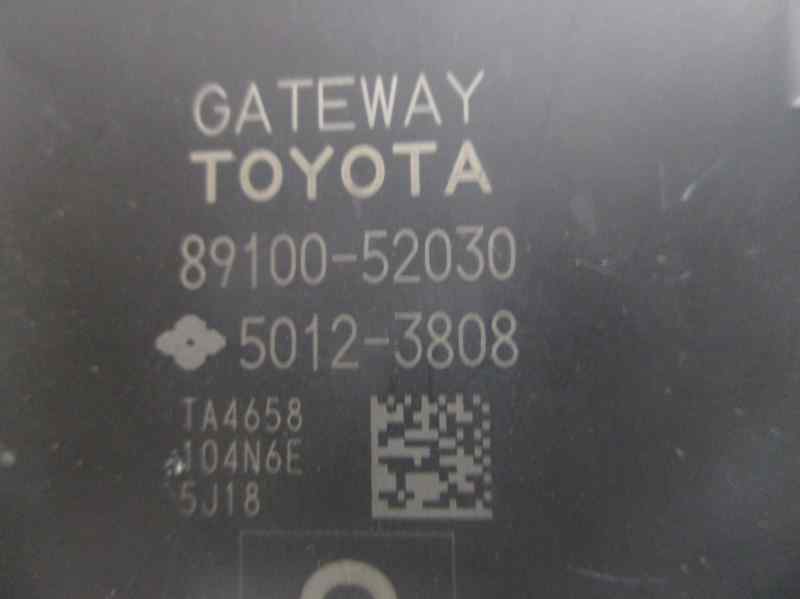 GATEWAY
TOYOTA
89100-52030
5012-3808
TA4658
104N6E
5J18